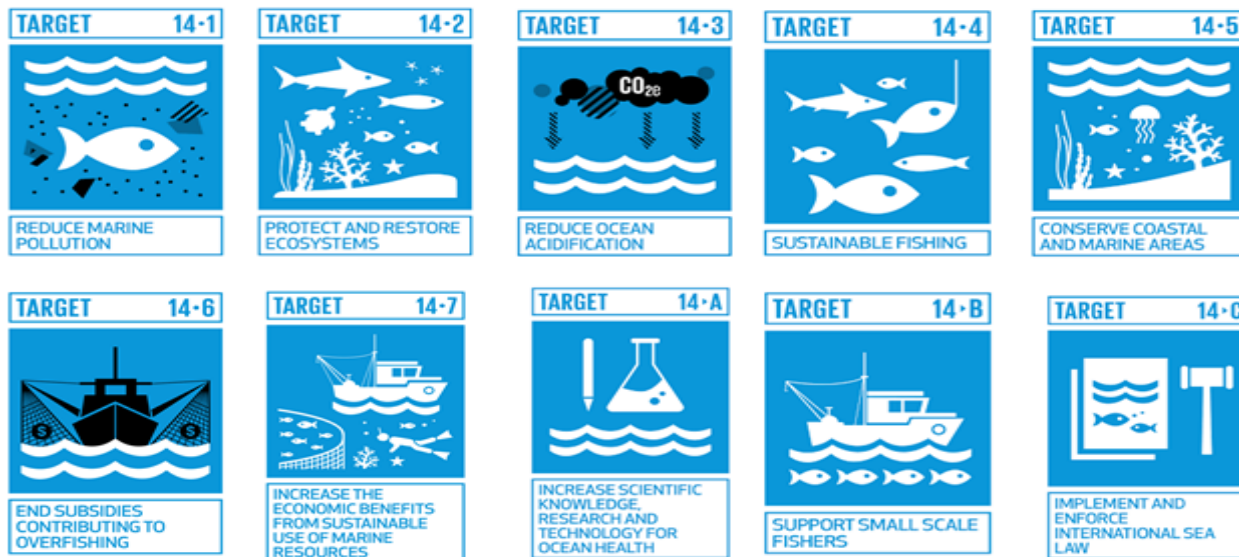 TARGET 14·1
REDUCE MARINE
POLLUTION
TARGET 14·2
PROTECT AND RESTORE
ECOSYSTEMS
TARGET 14·3
CO2e
REDUCE OCEAN
ACIDIFICATION
TARGET 14·4
SUSTAINABLE FISHING
TARGET 14·5
CONSERVE COASTAL
AND MARINE AREAS
TARGET 14·6
$ $
END SUBSIDIES
CONTRIBUTING TO
OVERFISHING
TARGET 14·7
INCREASE THE
ECONOMIC BENEFITS
FROM SUSTAINABLE
USE OF MARINE
RESOURCES
TARGET 14·A
INCREASE SCIENTIFIC
KNOWLEDGE,
RESEARCH AND
TECHNOLOGY FOR
OCEAN HEALTH
TARGET 14·B
SUPPORT SMALL SCALE
FISHERS
TARGET 14·C
IMPLEMENT AND
ENFORCE
INTERNATIONAL SEA
LAW